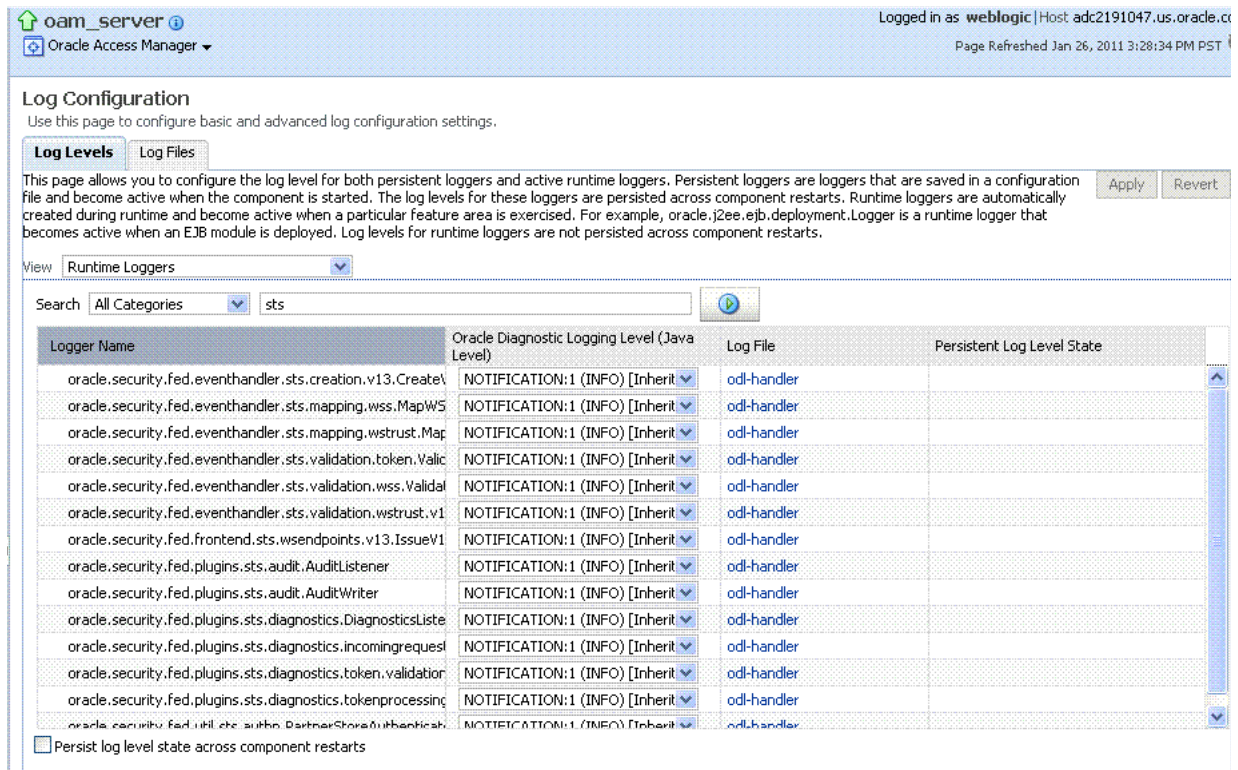 oam_server
Logged in as weblogic|Host adc2191047.us.oracle.co
Oracle Access Manager
Page Refreshed Jan 26, 2011 3:28:34 PM PST
Log Configuration
Use this page to configure basic and advanced log configuration settings.
Log Levels Log Files
This page allows you to configure the log level for both persistent loggers and active runtime loggers. Persistent loggers are loggers that are saved in a configuration
file and become active when the component is started. The log levels for these loggers are persisted across component restarts. Runtime loggers are automatically
created during runtime and become active when a particular feature area is exercised. For example, oracle.j2ee.ejb.deployment.Logger is a runtime logger that
becomes active when an EJB module is deployed. Log levels for runtime loggers are not persisted across component restarts.
Apply Revert
View Runtime Loggers
Search All Categories sts
Logger Name Oracle Diagnostic Logging Level (Java Level) Log File Persistent Log Level State
oracle.security.fed.eventhandler.sts.creation.v13.Create\ NOTIFICATION:1 (INFO) [Inherit odl-handler
oracle.security.fed.eventhandler.sts.mapping.wss.MapWS NOTIFICATION:1 (INFO) [Inherit odl-handler
oracle.security.fed.eventhandler.sts.mapping.wstrust.Map NOTIFICATION:1 (INFO) [Inherit odl-handler
oracle.security.fed.eventhandler.sts.validation.token.Valic NOTIFICATION:1 (INFO) [Inherit odl-handler
oracle.security.fed.eventhandler.sts.validation.wss.Validat NOTIFICATION:1 (INFO) [Inherit odl-handler
oracle.security.fed.eventhandler.sts.validation.wstrust.v1 NOTIFICATION:1 (INFO) [Inherit odl-handler
oracle.security.fed.frontend.sts.wsendpoints.v13.IssueV1 NOTIFICATION:1 (INFO) [Inherit odl-handler
oracle.security.fed.plugins.sts.audit.AuditListener NOTIFICATION:1 (INFO) [Inherit odl-handler
oracle.security.fed.plugins.sts.audit.AuditWriter NOTIFICATION:1 (INFO) [Inherit odl-handler
oracle.security.fed.plugins.sts.diagnostics.DiagnosticsListe NOTIFICATION:1 (INFO) [Inherit odl-handler
oracle.security.fed.plugins.sts.diagnostics.incomingrequest NOTIFICATION:1 (INFO) [Inherit odl-handler
oracle.security.fed.plugins.sts.diagnostics.token.validation NOTIFICATION:1 (INFO) [Inherit odl-handler
oracle.security.fed.plugins.sts.diagnostics.tokenprocessing NOTIFICATION:1 (INFO) [Inherit odl-handler
oracle.security.fed.util.sts.authn.PartnerStoreAuthenticati NOTIFICATION:1 (INFO) [Inherit odl-handler
Persist log level state across component restarts